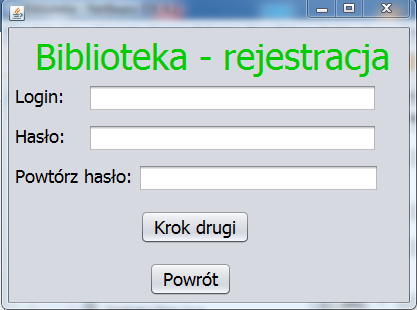 Biblioteka - rejestracja
Login:
Hasło:
Powtórz hasło:
Krok drugi
Powrót